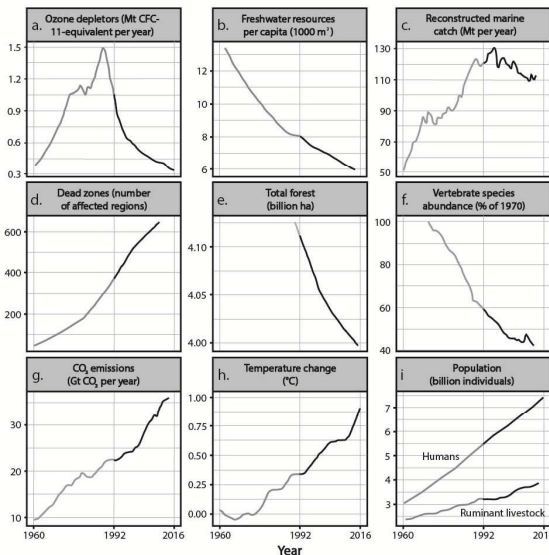 a. Ozone depletors (Mt CFC-
11-equivalent per year)
1.5
1.2
0.9
0.6
0.3
b. Freshwater resources
per capita (1000 m³)
12
10
8
6
c. Reconstructed marine
catch (Mt per year)
130
110
90
70
50
d. Dead zones (number
of affected regions)
600
400
200
e. Total forest
(billion ha)
4.10
4.05
4.00
f. Vertebrate species
abundance (% of 1970)
100
80
60
40
g. CO₂ emissions
(Gt CO₂ per year)
30
20
10
1960 1992 2016
h. Temperature change
(°C)
1.00
0.75
0.50
0.25
0.00
1960 1992 2016
i Population
(billion individuals)
7
6
5
4
3
Humans
Ruminant livestock
1960 1992
Year